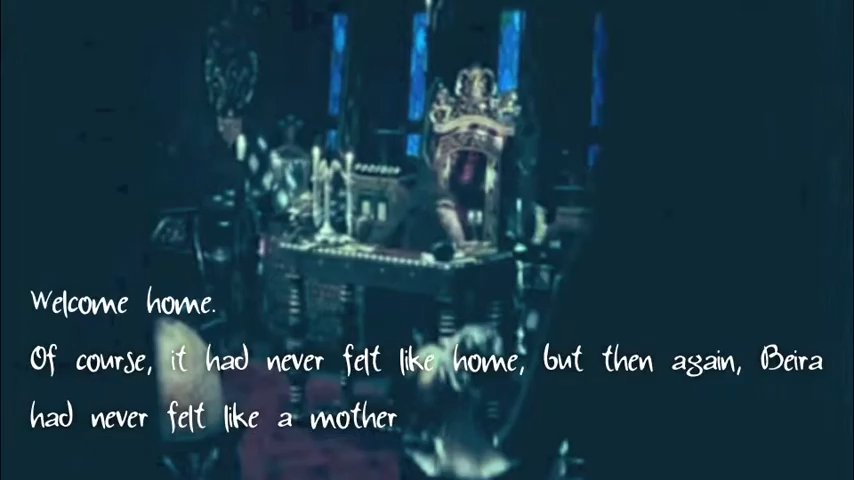 Welcome home.
Of course, it had never felt like home, but then again, Beira
had never felt like a mother